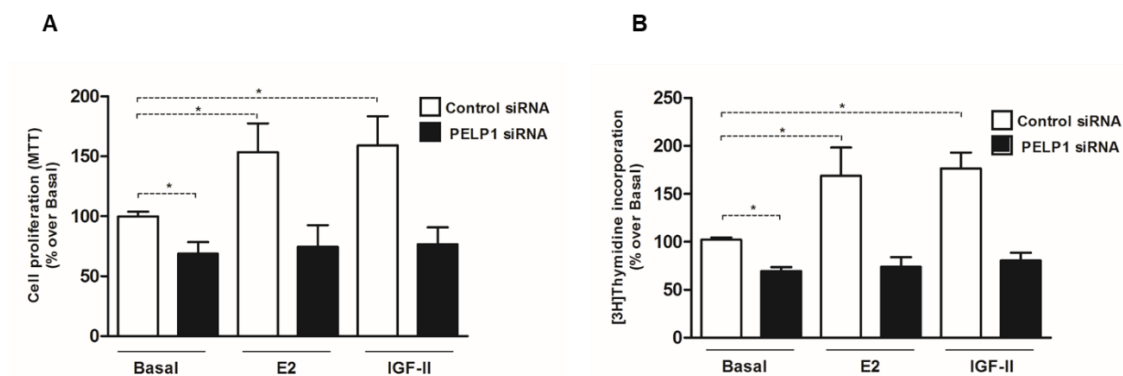 A
Cell proliferation (MTT)
(% over Basal)
200
150
100
50
0
*
*
*
Control siRNA
PELP1 siRNA
Basal
E2
IGF-II
B
[3H]Thymidine incorporation
(% over Basal)
250
200
150
100
50
0
*
*
*
Control siRNA
PELP1 siRNA
Basal
E2
IGF-II